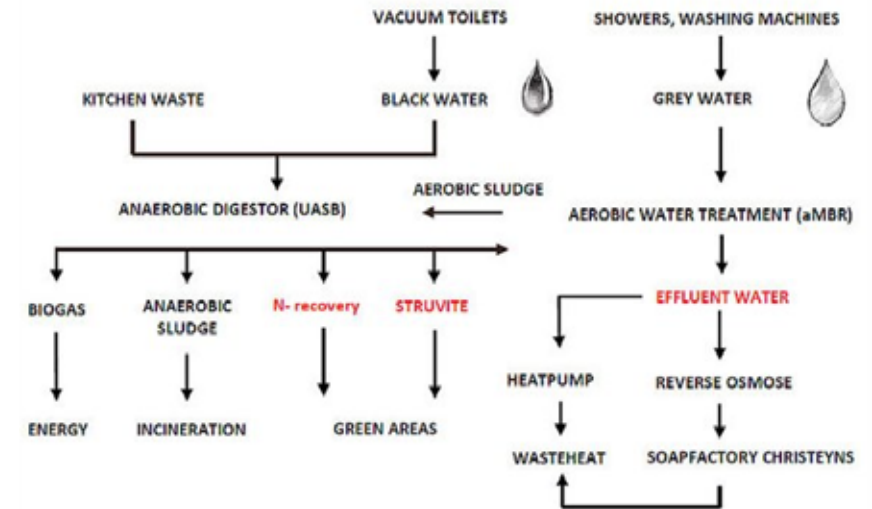 VACUUM TOILETS
SHOWERS, WASHING MACHINES
KITCHEN WASTE
BLACK WATER
GREY WATER
AEROBIC SLUDGE
ANAEROBIC DIGESTOR (UASB)
AEROBIC WATER TREATMENT (aMBR)
BIOGAS
ANAEROBIC
SLUDGE
N- recovery
STRUVITE
EFFLUENT WATER
HEATPUMP
REVERSE OSMOSE
ENERGY
INCINERATION
GREEN AREAS
WASTEHEAT
SOAPFACTORY CHRISTEYNS